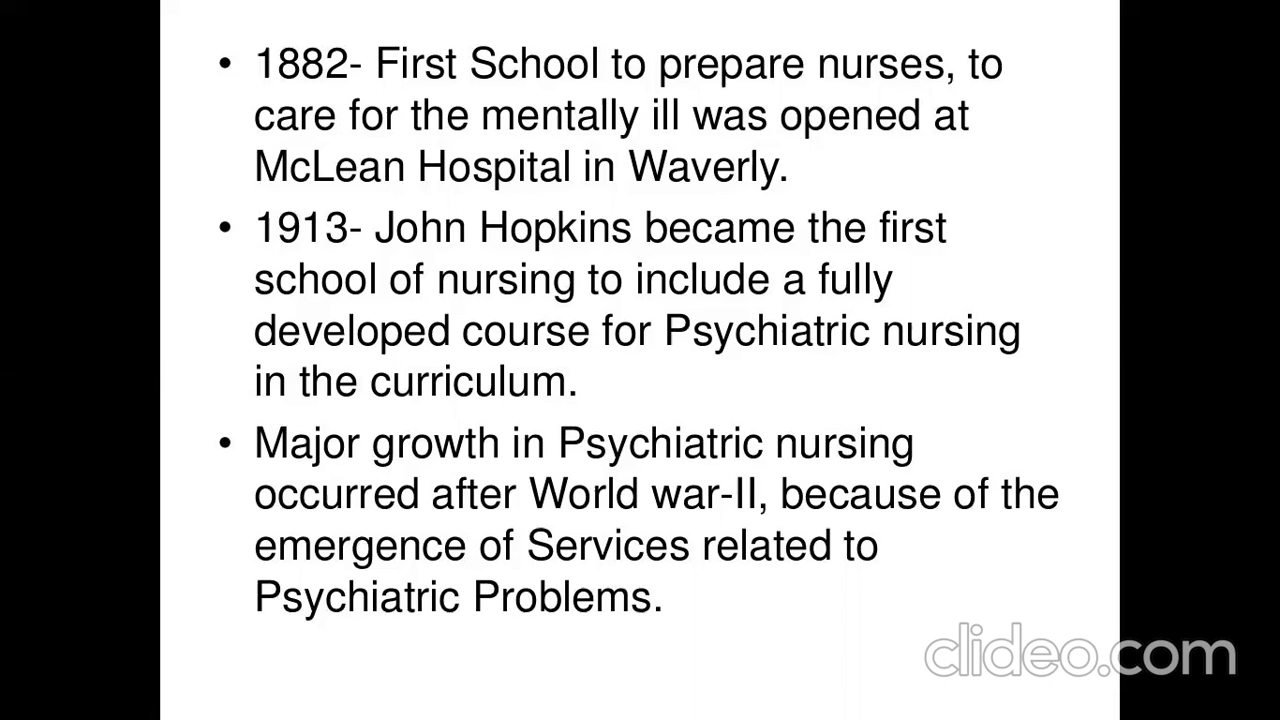 • 1882- First School to prepare nurses, to
care for the mentally ill was opened at
McLean Hospital in Waverly.
• 1913- John Hopkins became the first
school of nursing to include a fully
developed course for Psychiatric nursing
in the curriculum.
• Major growth in Psychiatric nursing
occurred after World war-II, because of the
emergence of Services related to
Psychiatric Problems.
clideo.com